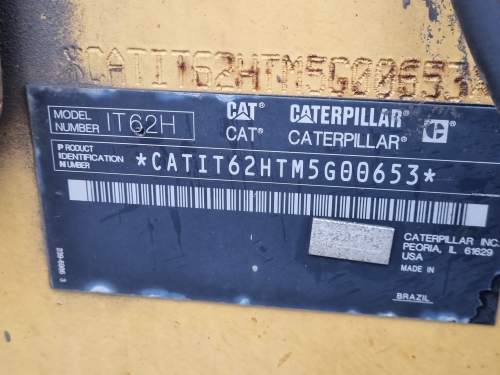 *CATIT62HTM5G00653*
MODEL NUMBER IT62H
CAT® CATERPILLAR®
CAT® CATERPILLAR®
PRODUCT IDENTIFICATION NUMBER *CATIT62HTM5G00653*
CATERPILLAR INC.
PEORIA, IL 61629
USA
MADE IN
BRAZIL